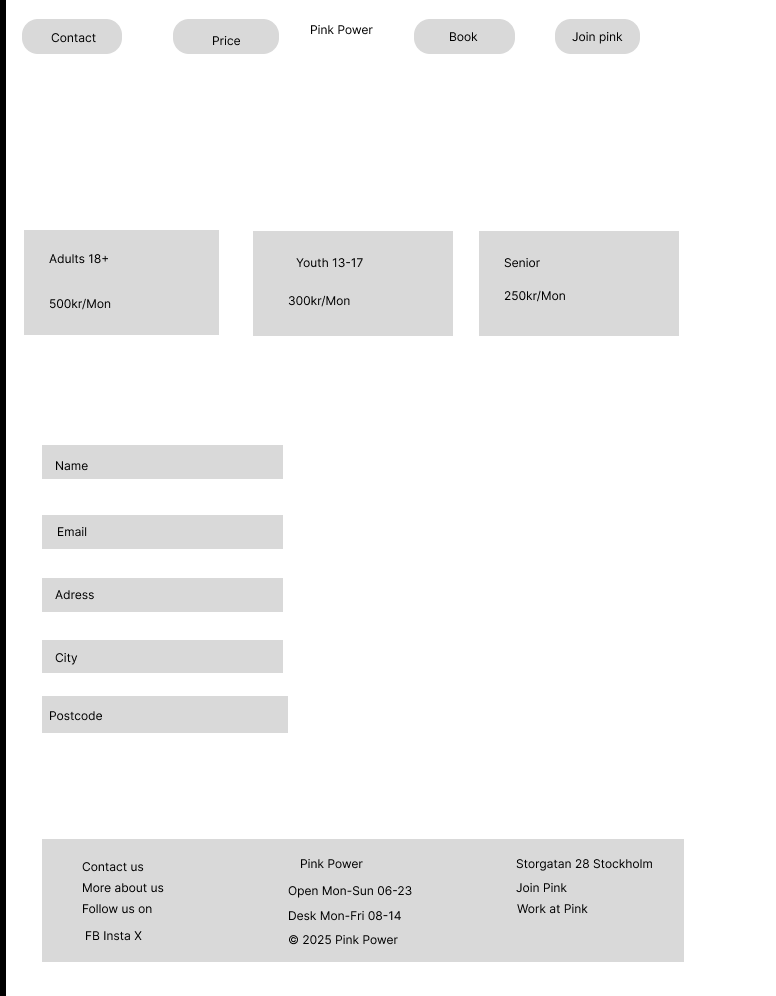 Contact
Price
Pink Power
Book
Join pink
Adults 18+
500kr/Mon
Youth 13-17
300kr/Mon
Senior
250kr/Mon
Name
Email
Adress
City
Postcode
Contact us
More about us
Follow us on
FB Insta X
Pink Power
Open Mon-Sun 06-23
Desk Mon-Fri 08-14
© 2025 Pink Power
Storgatan 28 Stockholm
Join Pink
Work at Pink